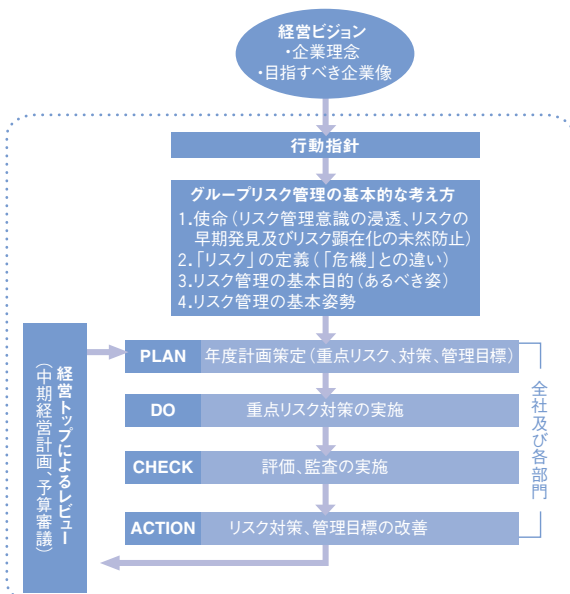 経営ビジョン
・企業理念
・目指すべき企業像
行動指針
グループリスク管理の基本的な考え方
1.使命（リスク管理意識の浸透、リスクの
早期発見及びリスク顕在化の未然防止）
2.「リスク」の定義（「危機」との違い）
3.リスク管理の基本目的（あるべき姿）
4.リスク管理の基本姿勢
PLAN 年度計画策定（重点リスク、対策、管理目標）
DO 重点リスク対策の実施
CHECK 評価、監査の実施
ACTION リスク対策、管理目標の改善
全社及び各部門
経営トップによるレビュー
（中期経営計画、予算審議）